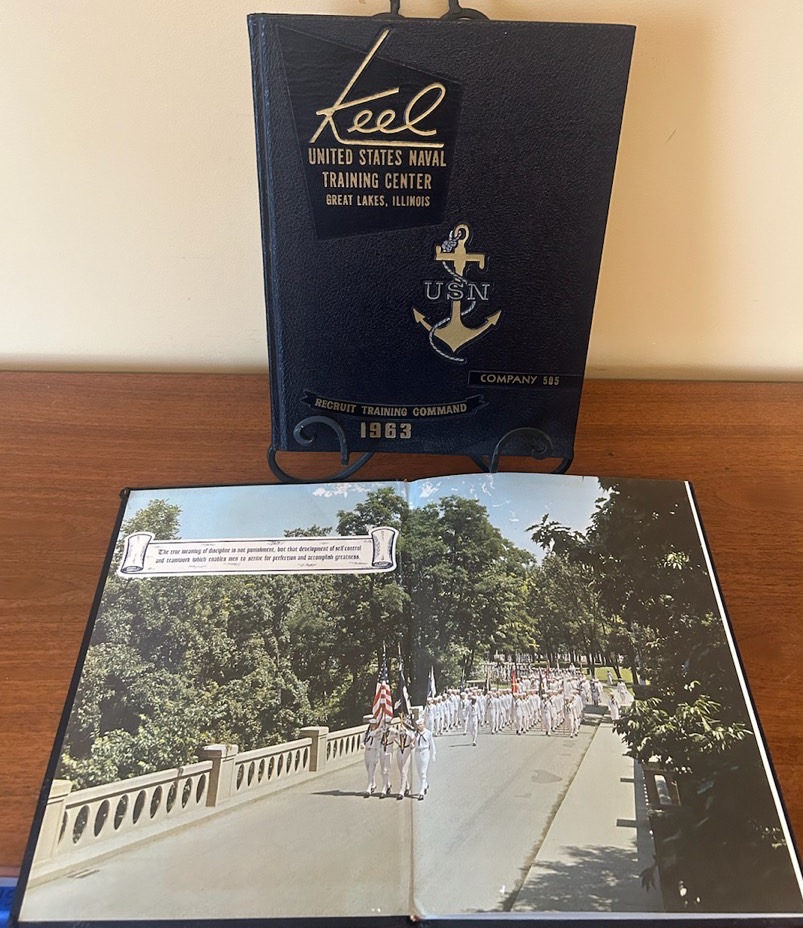 Keel
UNITED STATES NAVAL
TRAINING CENTER
GREAT LAKES, ILLINOIS
USN
COMPANY 505
RECRUIT TRAINING COMMAND
1963
The true meaning of discipline is not punishment, but that development of self control
and teamwork which enables men to strive for perfection and accomplish greatness.